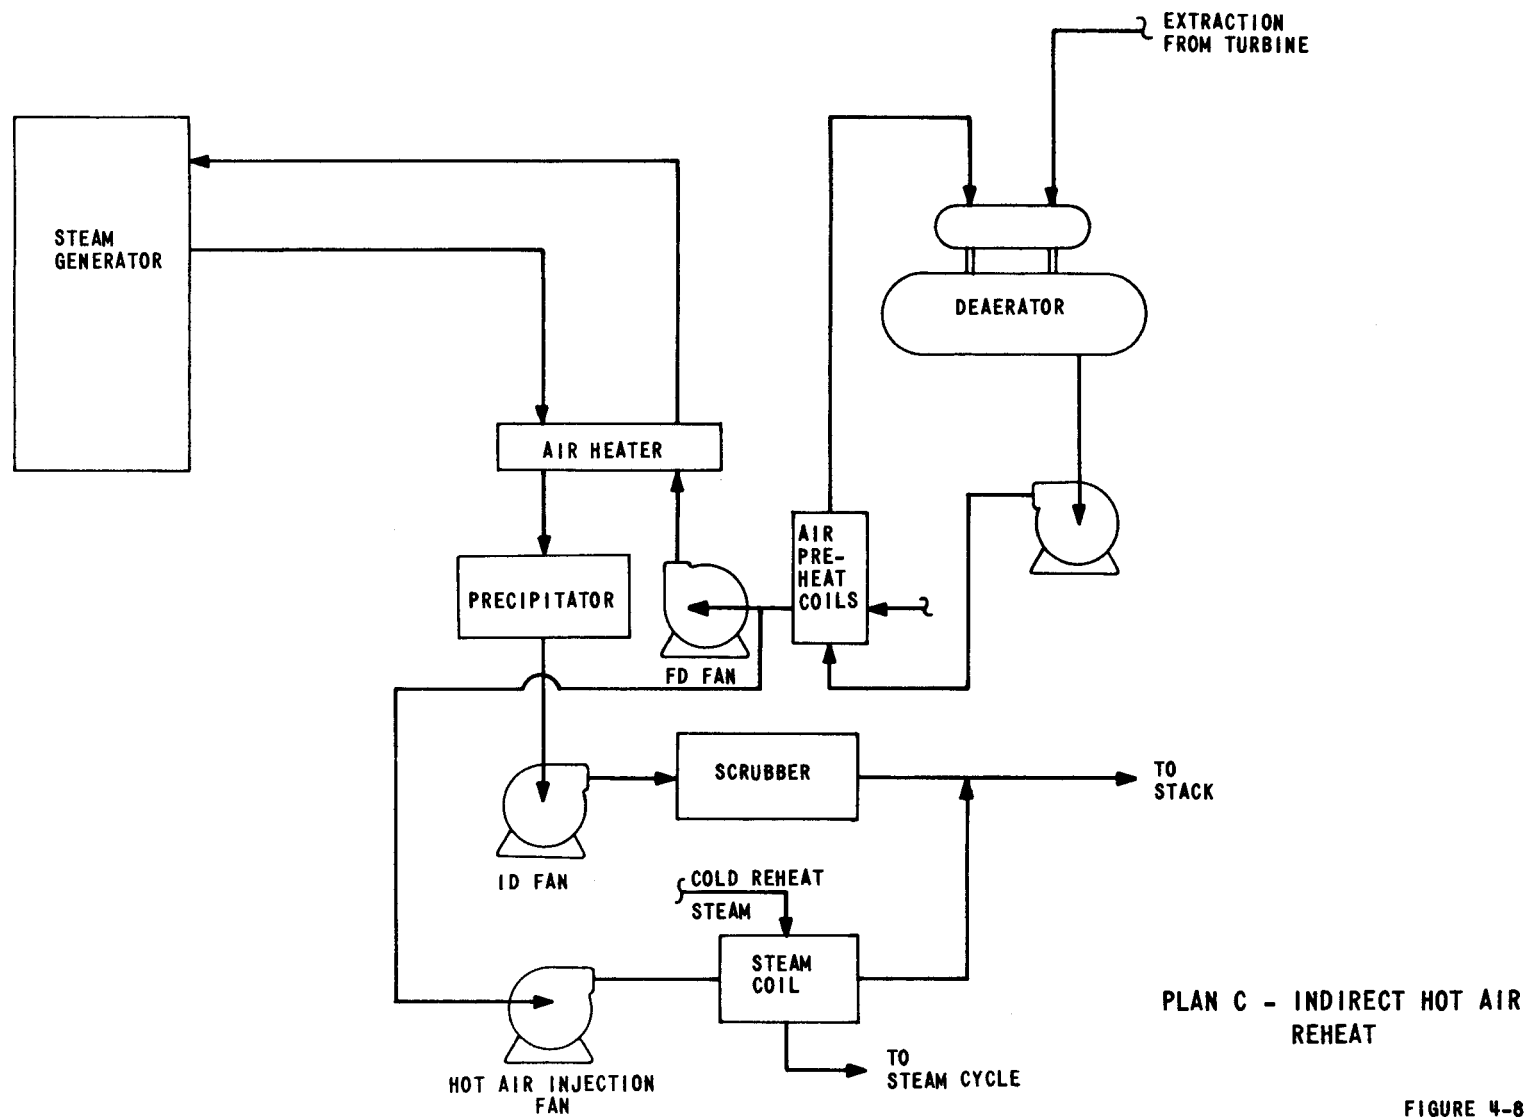 EXTRACTION
FROM TURBINE
STEAM
GENERATOR
DEAERATOR
AIR HEATER
AIR
PRE-
HEAT
COILS
PRECIPITATOR
FD FAN
SCRUBBER
TO
STACK
ID FAN
COLD REHEAT
STEAM
STEAM
COIL
PLAN C - INDIRECT HOT AIR
REHEAT
TO
STEAM CYCLE
HOT AIR INJECTION
FAN
FIGURE 4-8